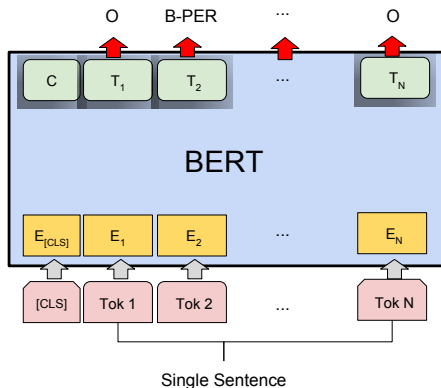 O B-PER ... O
C T1 T2 ... TN
BERT
E[CLS] E1 E2 ... EN
[CLS] Tok 1 Tok 2 ... Tok N
Single Sentence